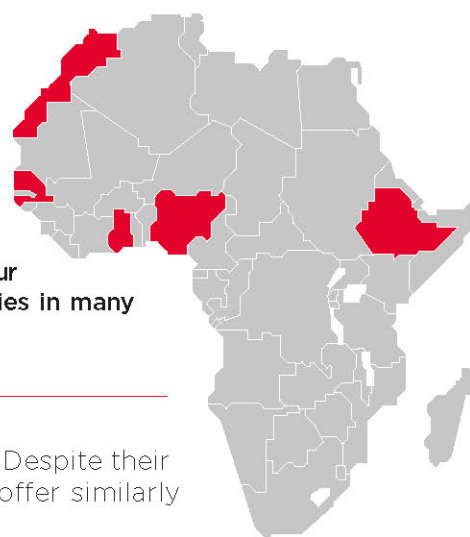 ur
ies in many
Despite their
offer similarly